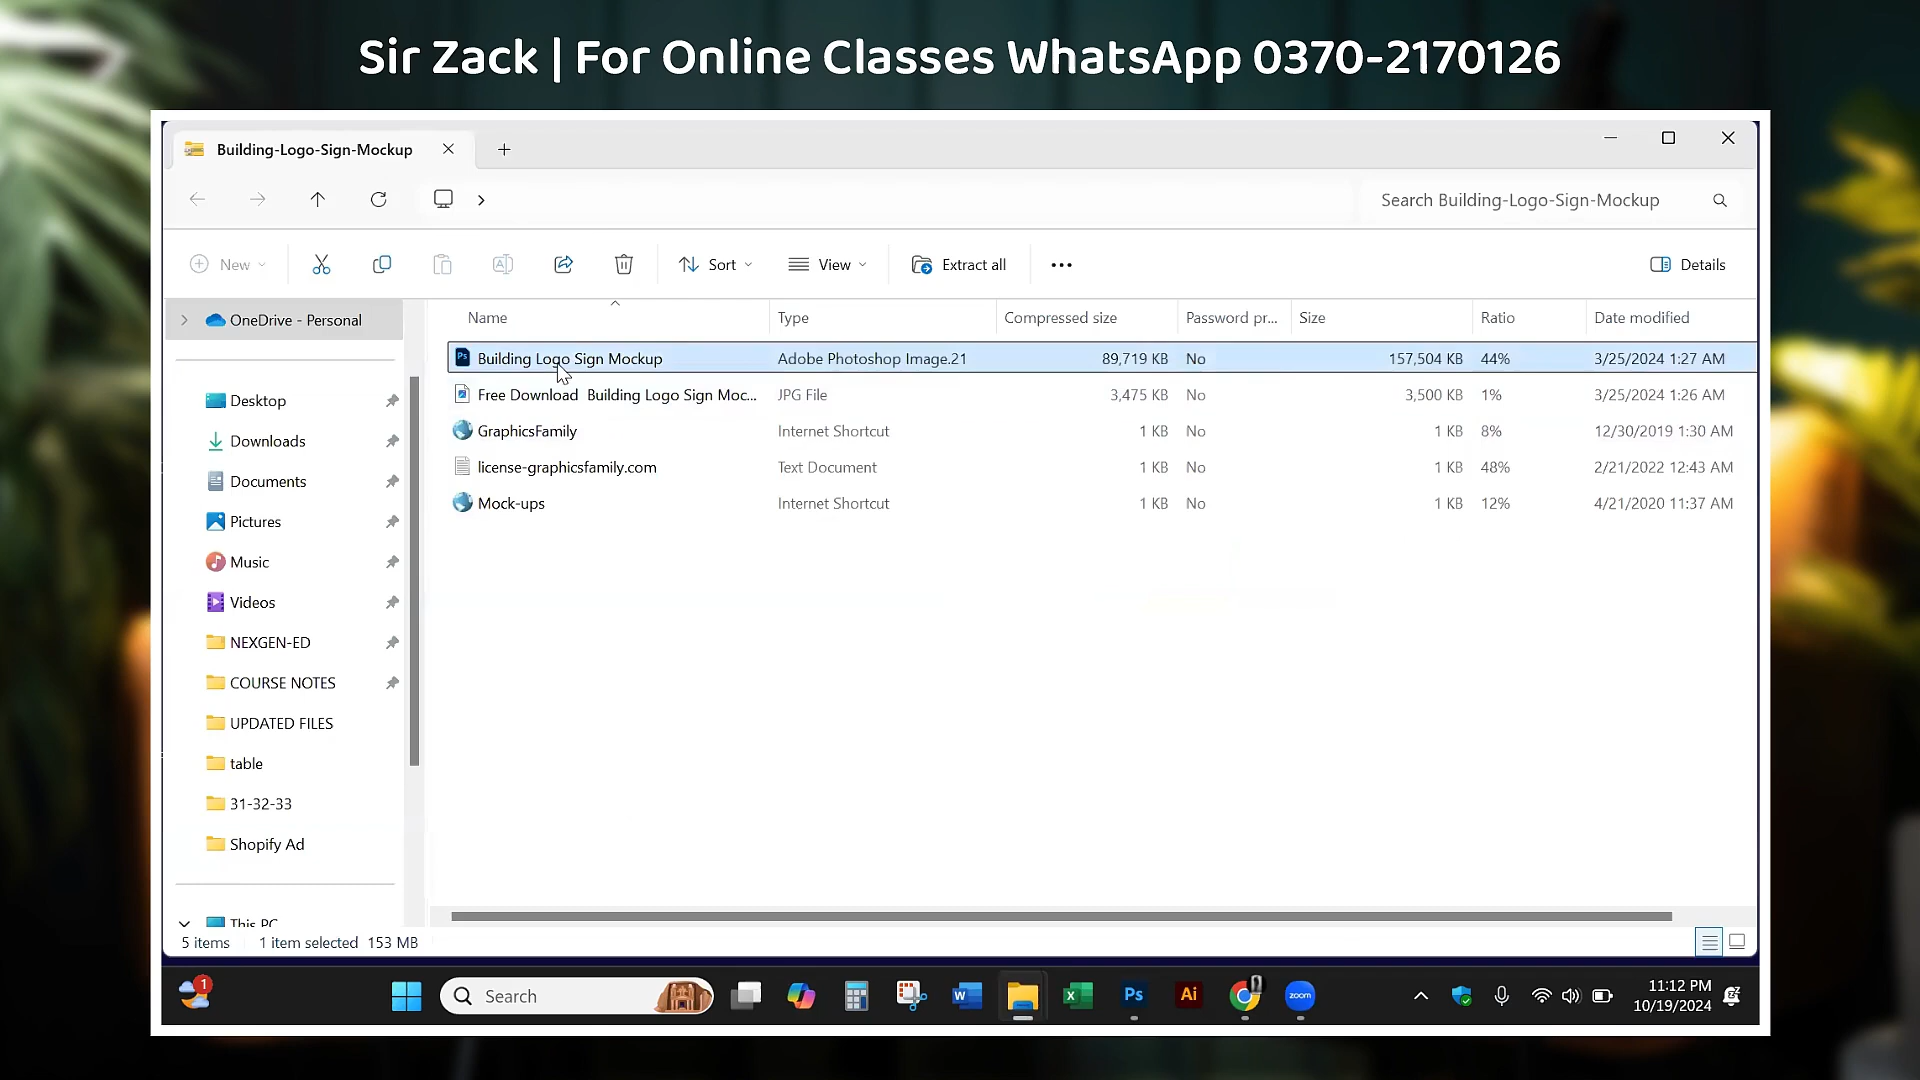 Sir Zack | For Online Classes WhatsApp 0370-2170126
Building-Logo-Sign-Mockup
Search Building-Logo-Sign-Mockup
New
Sort
View
Extract all
Details
OneDrive - Personal
Name Type Compressed size Password pr... Size Ratio Date modified
Building Logo Sign Mockup Adobe Photoshop Image.21 89,719 KB No 157,504 KB 44% 3/25/2024 1:27 AM
Free Download Building Logo Sign Moc... JPG File 3,475 KB No 3,500 KB 1% 3/25/2024 1:26 AM
GraphicsFamily Internet Shortcut 1 KB No 1 KB 8% 12/30/2019 1:30 AM
license-graphicsfamily.com Text Document 1 KB No 1 KB 48% 2/21/2022 12:43 AM
Mock-ups Internet Shortcut 1 KB No 1 KB 12% 4/21/2020 11:37 AM
Desktop
Downloads
Documents
Pictures
Music
Videos
NEXGEN-ED
COURSE NOTES
UPDATED FILES
table
31-32-33
Shopify Ad
This PC
5 items 1 item selected 153 MB
1
Search
W
X
Ps
Ai
zoom
11:12 PM
10/19/2024